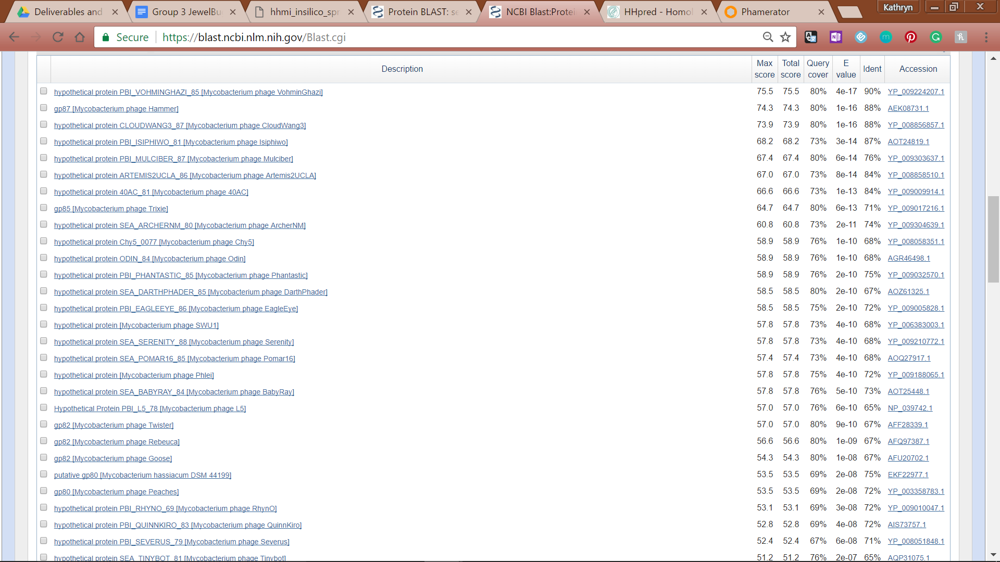 Deliverables and
Group 3 JewelBu
hhmi_insilico_spr
Protein BLAST: se
NCBI Blast:Protei
HHpred - Homol
Phamerator
Kathryn
Secure https://blast.ncbi.nlm.nih.gov/Blast.cgi
Description Max score Total score Query cover E value Ident Accession
hypothetical protein PBI_VOHMINGHAZI_85 [Mycobacterium phage VohminGhazi] 75.5 75.5 80% 4e-17 90% YP_009224207.1
gp87 [Mycobacterium phage Hammer] 74.3 74.3 80% 1e-16 88% AEK08731.1
hypothetical protein CLOUDWANG3_87 [Mycobacterium phage CloudWang3] 73.9 73.9 80% 1e-16 88% YP_008856857.1
hypothetical protein PBI_ISIPHIWO_81 [Mycobacterium phage Isiphiwo] 68.2 68.2 73% 3e-14 87% AOT24819.1
hypothetical protein PBI_MULCIBER_87 [Mycobacterium phage Mulciber] 67.4 67.4 80% 6e-14 76% YP_009303637.1
hypothetical protein ARTEMIS2UCLA_86 [Mycobacterium phage Artemis2UCLA] 67.0 67.0 73% 8e-14 84% YP_008858510.1
hypothetical protein 40AC_81 [Mycobacterium phage 40AC] 66.6 66.6 73% 1e-13 84% YP_009009914.1
gp85 [Mycobacterium phage Trixie] 64.7 64.7 80% 6e-13 71% YP_009017216.1
hypothetical protein SEA_ARCHERNM_80 [Mycobacterium phage ArcherNM] 60.8 60.8 73% 2e-11 74% YP_009304639.1
hypothetical protein Chy5_0077 [Mycobacterium phage Chy5] 58.9 58.9 76% 1e-10 68% YP_008058351.1
hypothetical protein ODIN_84 [Mycobacterium phage Odin] 58.9 58.9 76% 1e-10 68% AGR46498.1
hypothetical protein PBI_PHANTASTIC_85 [Mycobacterium phage Phantastic] 58.9 58.9 76% 2e-10 75% YP_009032570.1
hypothetical protein SEA_DARTHPHADER_85 [Mycobacterium phage DarthPhader] 58.5 58.5 80% 2e-10 67% AOZ61325.1
hypothetical protein PBI_EAGLEEYE_86 [Mycobacterium phage EagleEye] 58.5 58.5 75% 2e-10 72% YP_009005828.1
hypothetical protein [Mycobacterium phage SWU1] 57.8 57.8 73% 4e-10 68% YP_006383003.1
hypothetical protein SEA_SERENITY_88 [Mycobacterium phage Serenity] 57.8 57.8 73% 4e-10 68% YP_009210772.1
hypothetical protein SEA_POMAR16_85 [Mycobacterium phage Pomar16] 57.4 57.4 73% 4e-10 68% AOQ27917.1
hypothetical protein [Mycobacterium phage Phlei] 57.8 57.8 75% 4e-10 72% YP_009188065.1
hypothetical protein SEA_BABYRAY_84 [Mycobacterium phage BabyRay] 57.8 57.8 76% 5e-10 73% AOT25448.1
Hypothetical Protein PBI_L5_78 [Mycobacterium phage L5] 57.0 57.0 76% 6e-10 65% NP_039742.1
gp82 [Mycobacterium phage Twister] 57.0 57.0 80% 9e-10 67% AFF28339.1
gp82 [Mycobacterium phage Rebeuca] 56.6 56.6 80% 1e-09 67% AFQ97387.1
gp82 [Mycobacterium phage Goose] 54.3 54.3 80% 1e-08 67% AFU20702.1
putative gp80 [Mycobacterium hassiacum DSM 44199] 53.5 53.5 69% 2e-08 75% EKF22977.1
gp80 [Mycobacterium phage Peaches] 53.5 53.5 69% 2e-08 72% YP_003358783.1
hypothetical protein PBI_RHYNO_69 [Mycobacterium phage RhynO] 53.1 53.1 69% 3e-08 72% YP_009010047.1
hypothetical protein PBI_QUINNKIRO_83 [Mycobacterium phage QuinnKiro] 52.8 52.8 69% 4e-08 72% AIS73757.1
hypothetical protein PBI_SEVERUS_79 [Mycobacterium phage Severus] 52.4 52.4 67% 6e-08 71% YP_008051848.1
hypothetical protein SEA_TINYBOT_81 [Mycobacterium phage Tinybot] 51.2 51.2 76% 2e-07 65% AQP31075.1